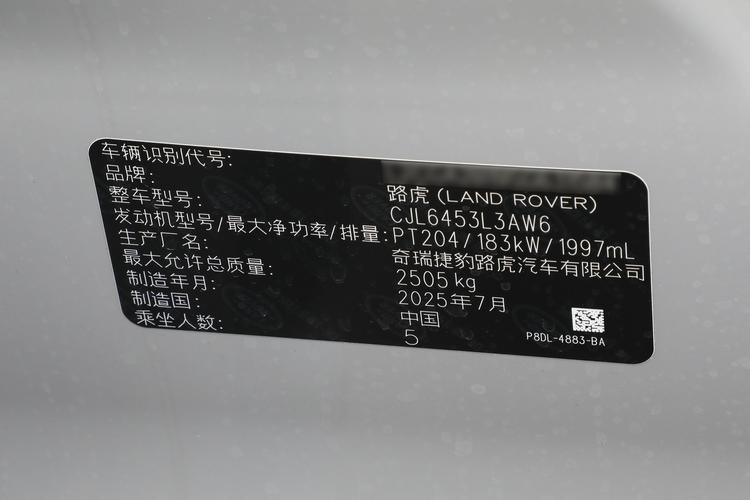 车辆识别代号:
品牌: 路虎(LAND ROVER)
整车型号: CJL6453L3AW6
发动机型号/最大净功率/排量: PT204/183kW/1997mL
生产厂名: 奇瑞捷豹路虎汽车有限公司
最大允许总质量: 2505kg
制造年月: 2025年7月
制造国: 中国
乘坐人数: 5
P8DL-4883-BA